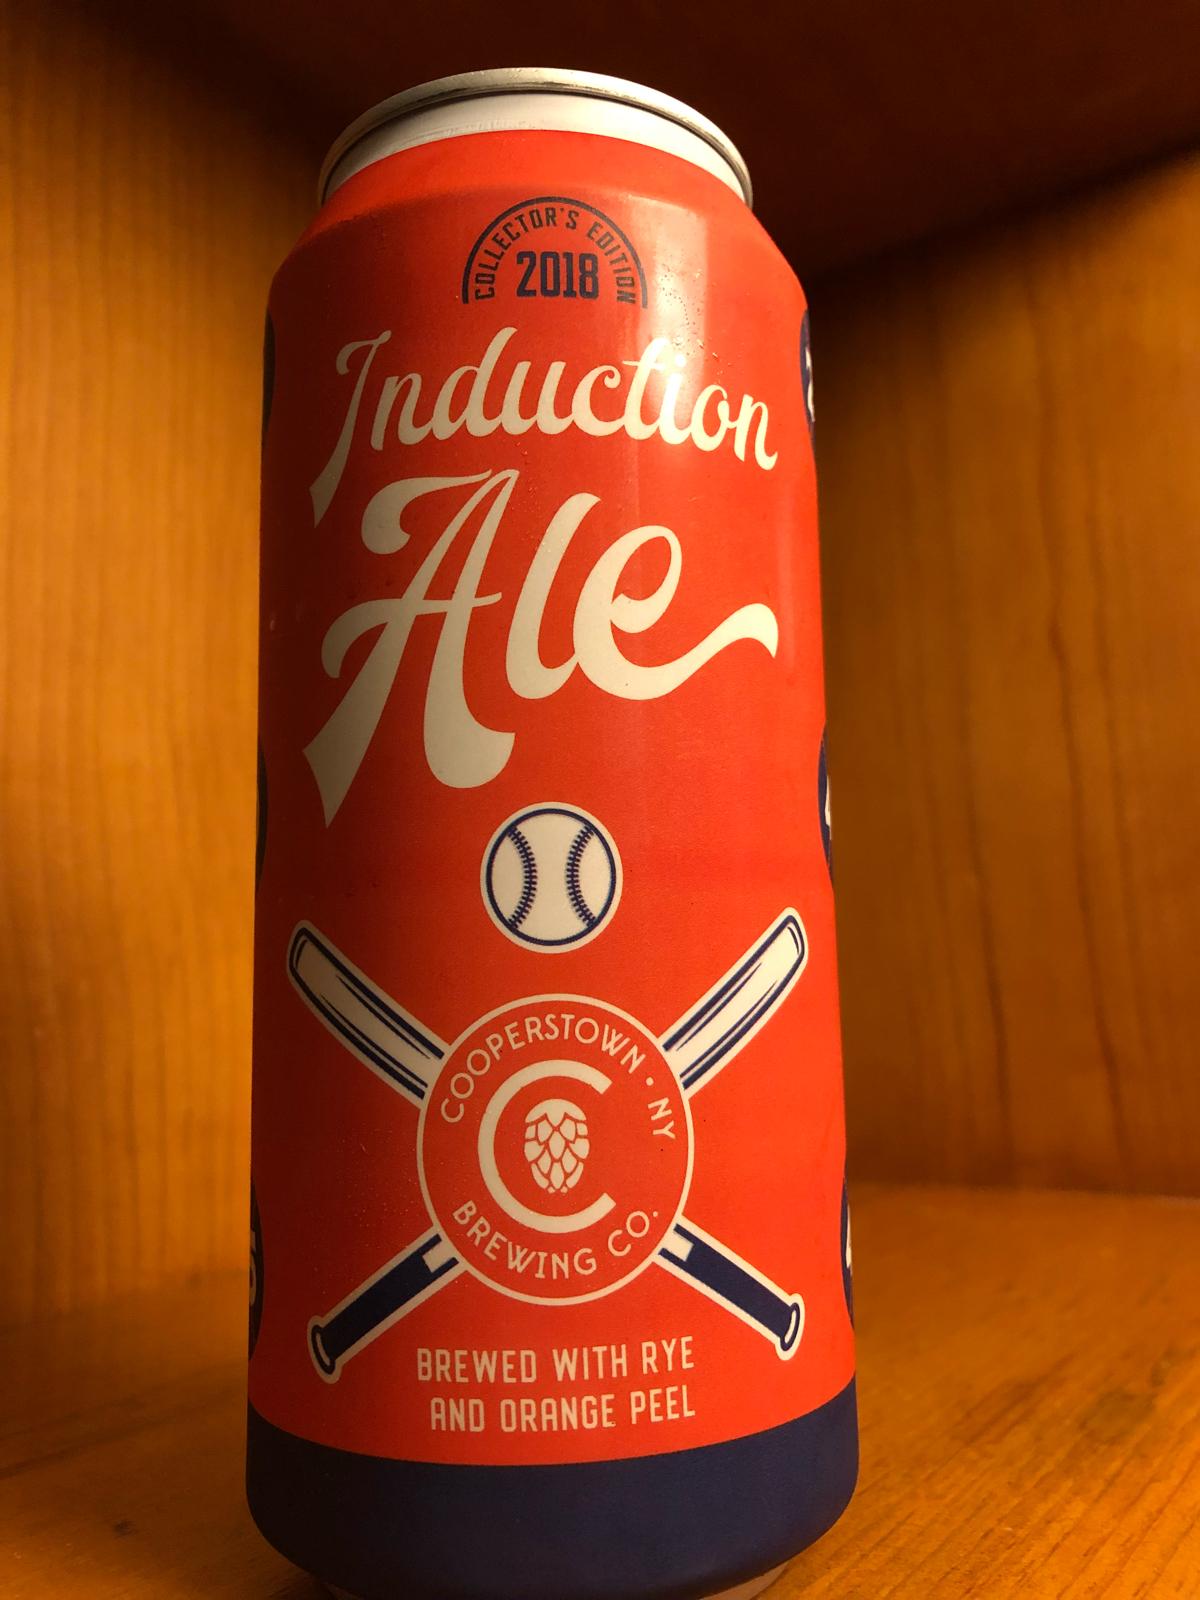 COLLECTOR'S EDITION
2018
Induction
Ale
COOPERSTOWN • NY
C
BREWING CO.
BREWED WITH RYE
AND ORANGE PEEL